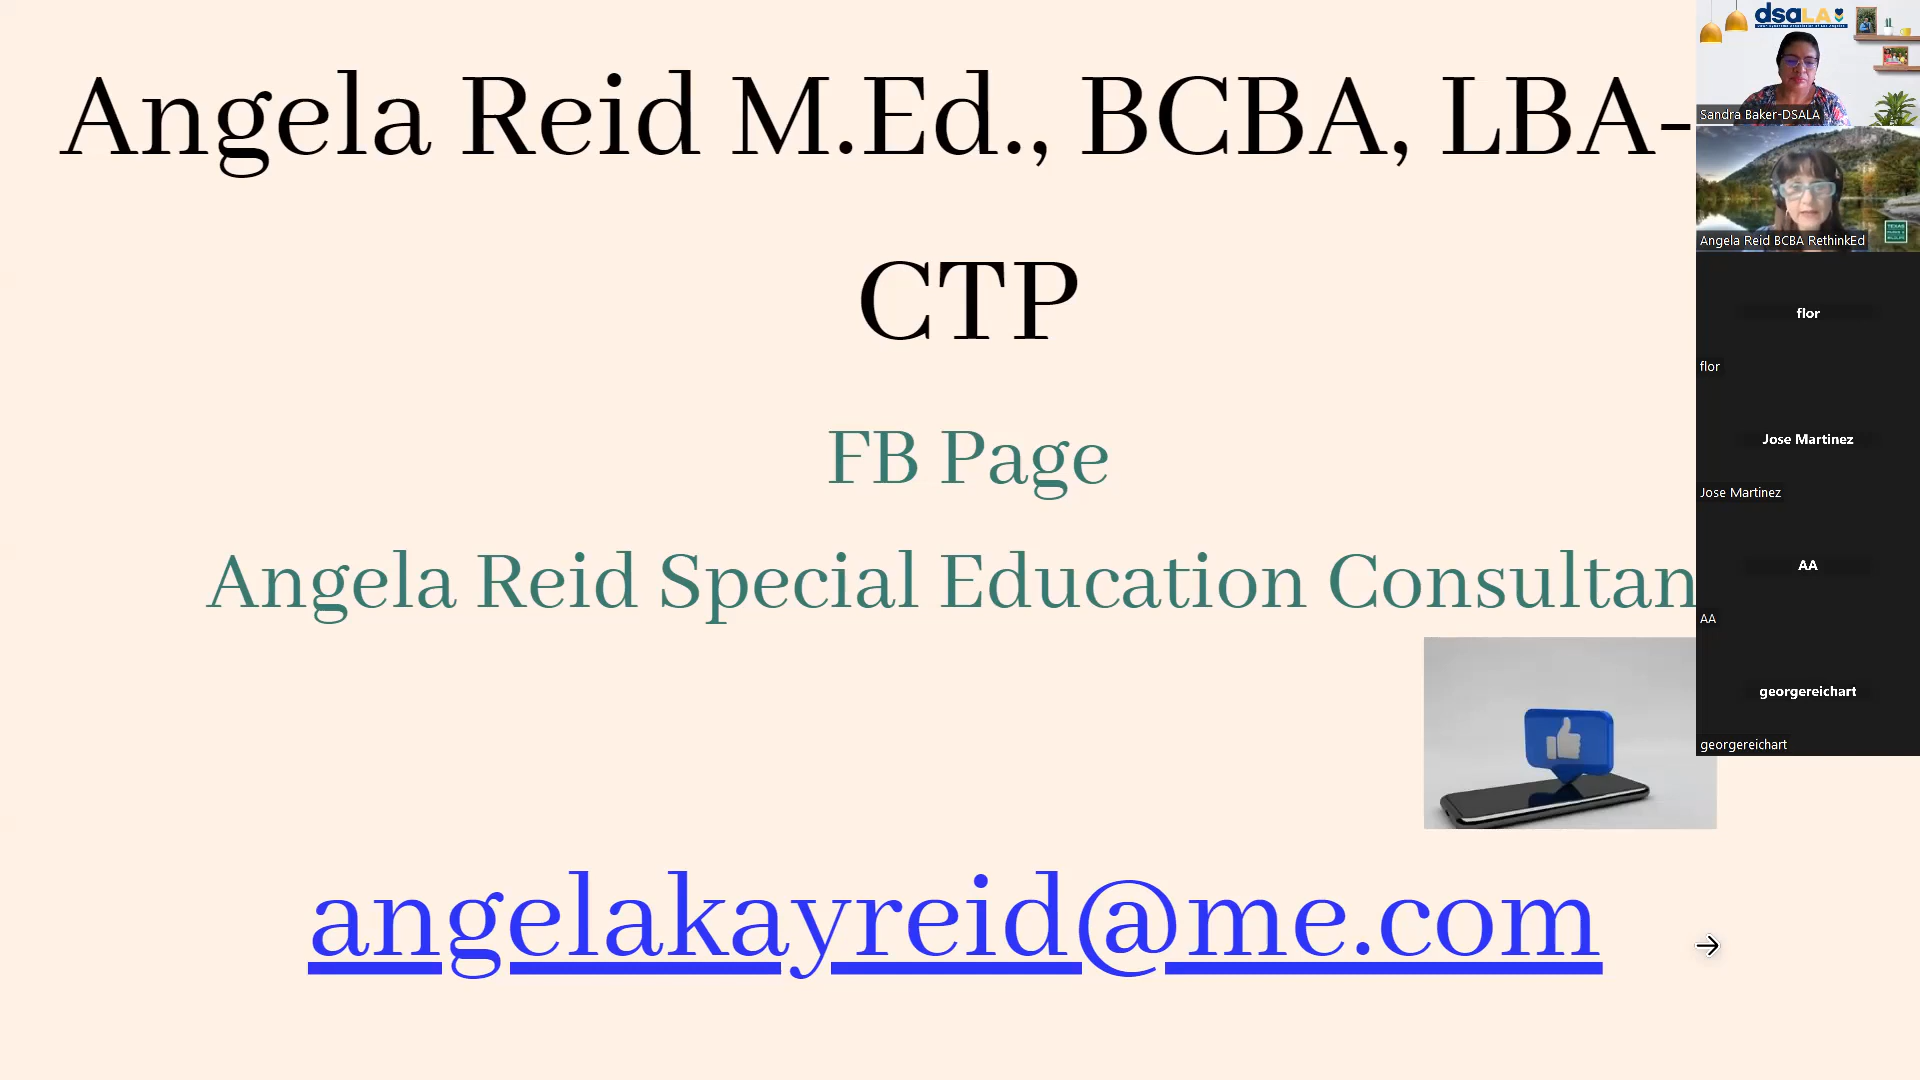 Angela Reid M.Ed., BCBA, LBA-
CTP
FB Page
Angela Reid Special Education Consultan
angelakayreid@me.com
dsaLA
Sandra Baker-DSALA
TEXAS
Angela Reid BCBA RethinkEd
flor
flor
Jose Martinez
Jose Martinez
AA
AA
georgereichart
georgereichart